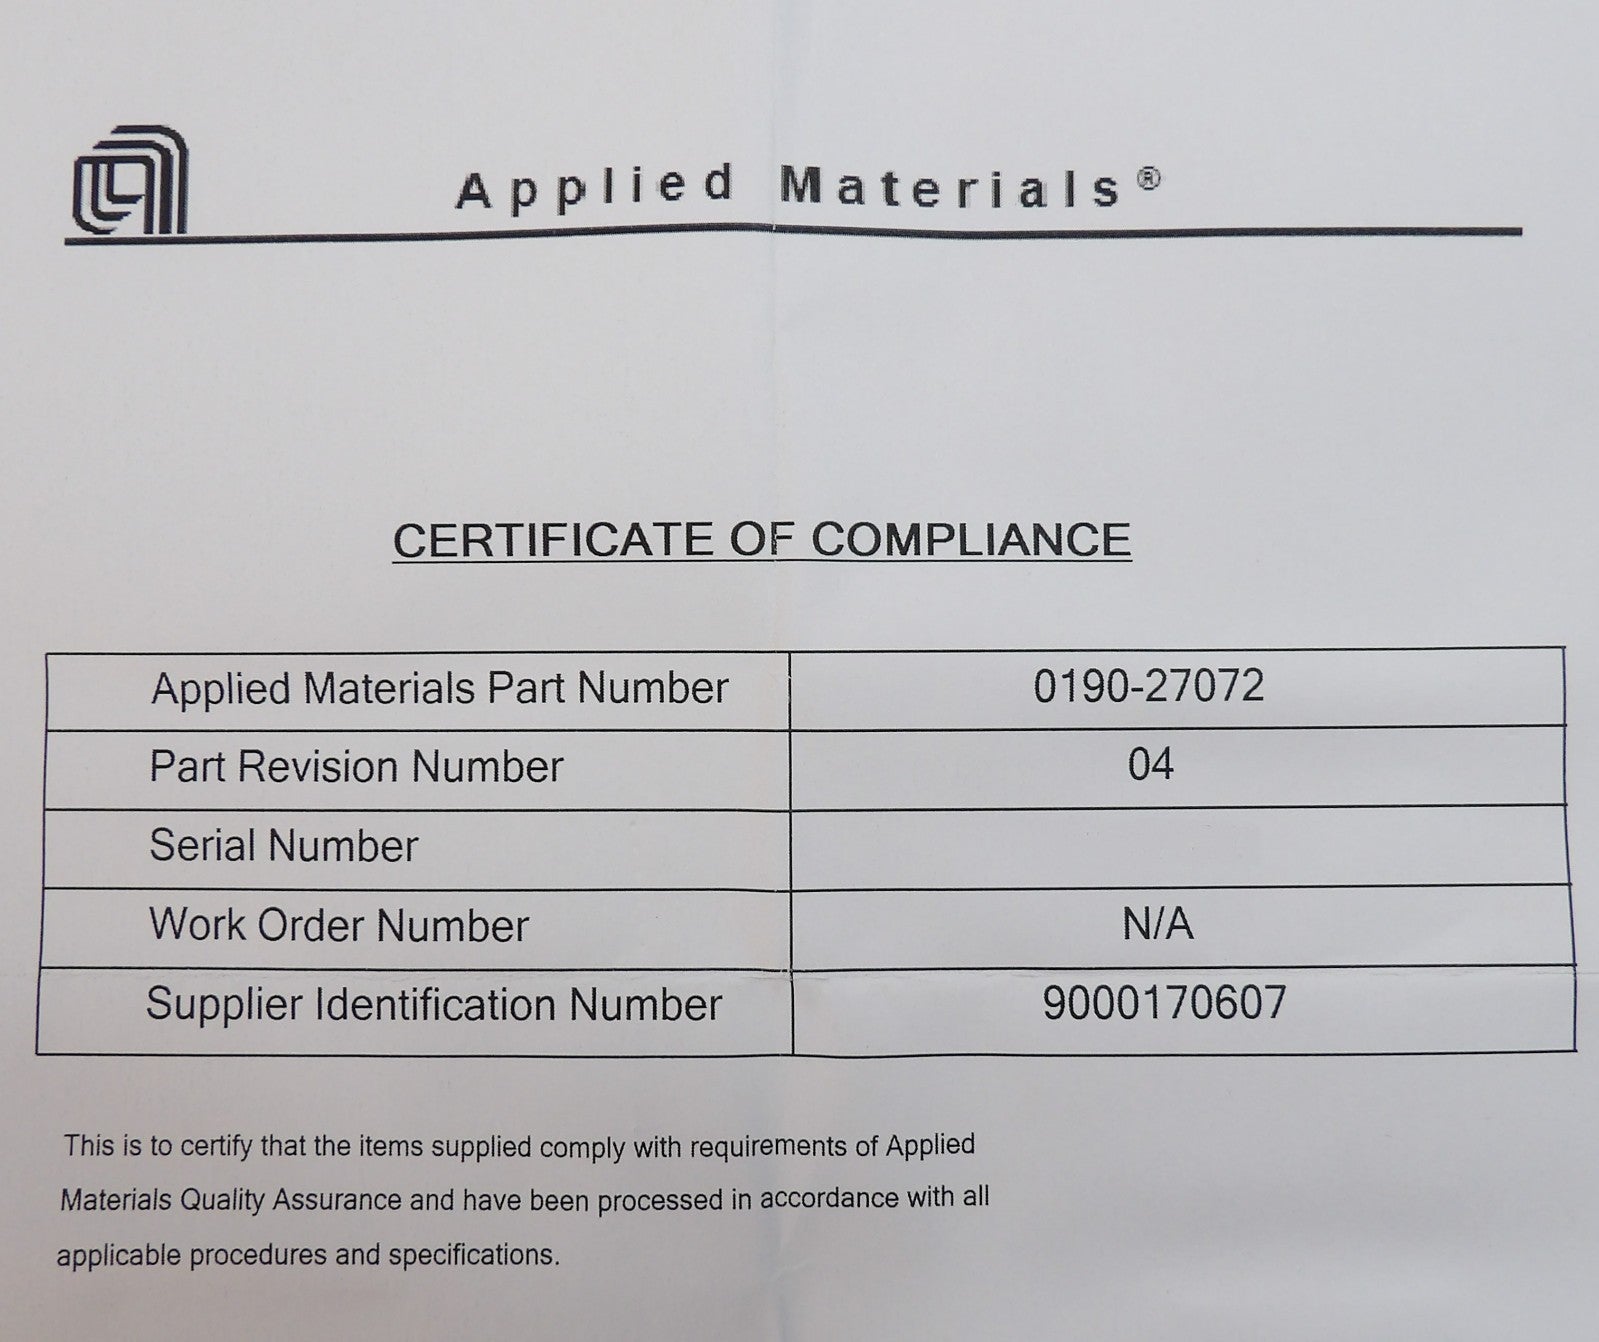 Applied Materials®
CERTIFICATE OF COMPLIANCE
Applied Materials Part Number 0190-27072
Part Revision Number 04
Serial Number
Work Order Number N/A
Supplier Identification Number 9000170607
This is to certify that the items supplied comply with requirements of Applied
Materials Quality Assurance and have been processed in accordance with all
applicable procedures and specifications.